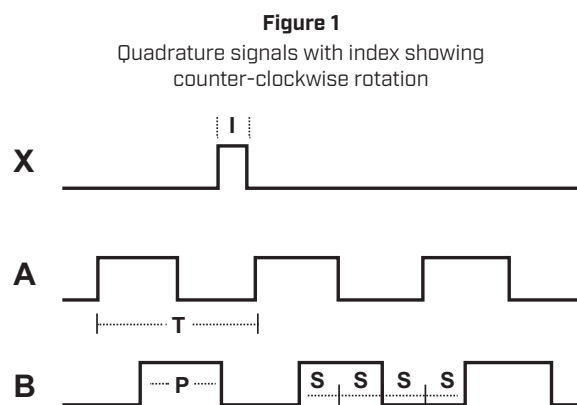 Figure 1
Quadrature signals with index showing
counter-clockwise rotation
I
X
A
T
B
P
S S S S